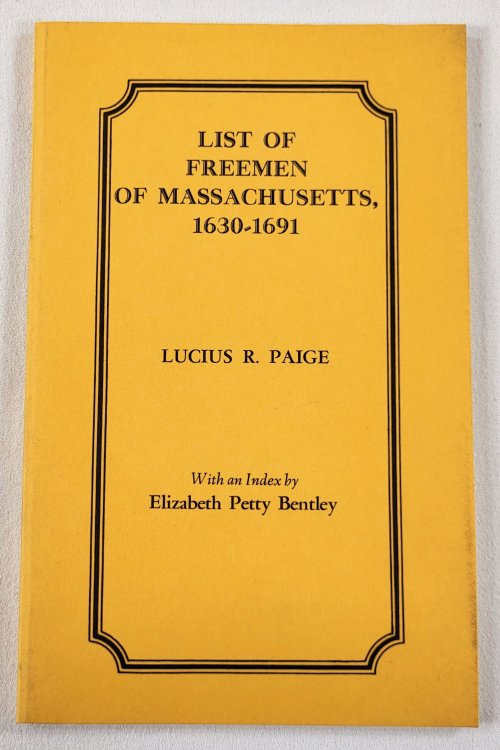 LIST OF
FREEMEN
OF MASSACHUSETTS,
1630-1691
LUCIUS R. PAIGE
With an Index by
Elizabeth Petty Bentley